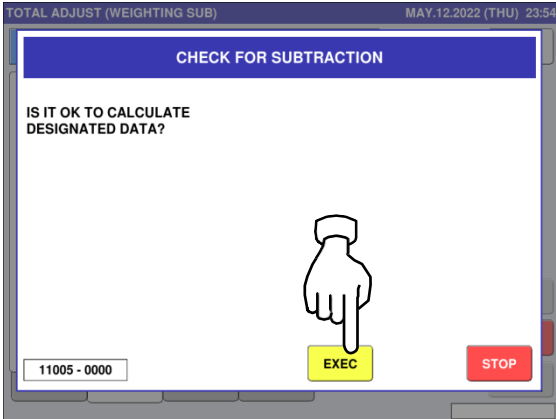 TOTAL ADJUST (WEIGHTING SUB) MAY.12.2022 (THU) 23:54
CHECK FOR SUBTRACTION
IS IT OK TO CALCULATE
DESIGNATED DATA?
11005 - 0000
EXEC
STOP